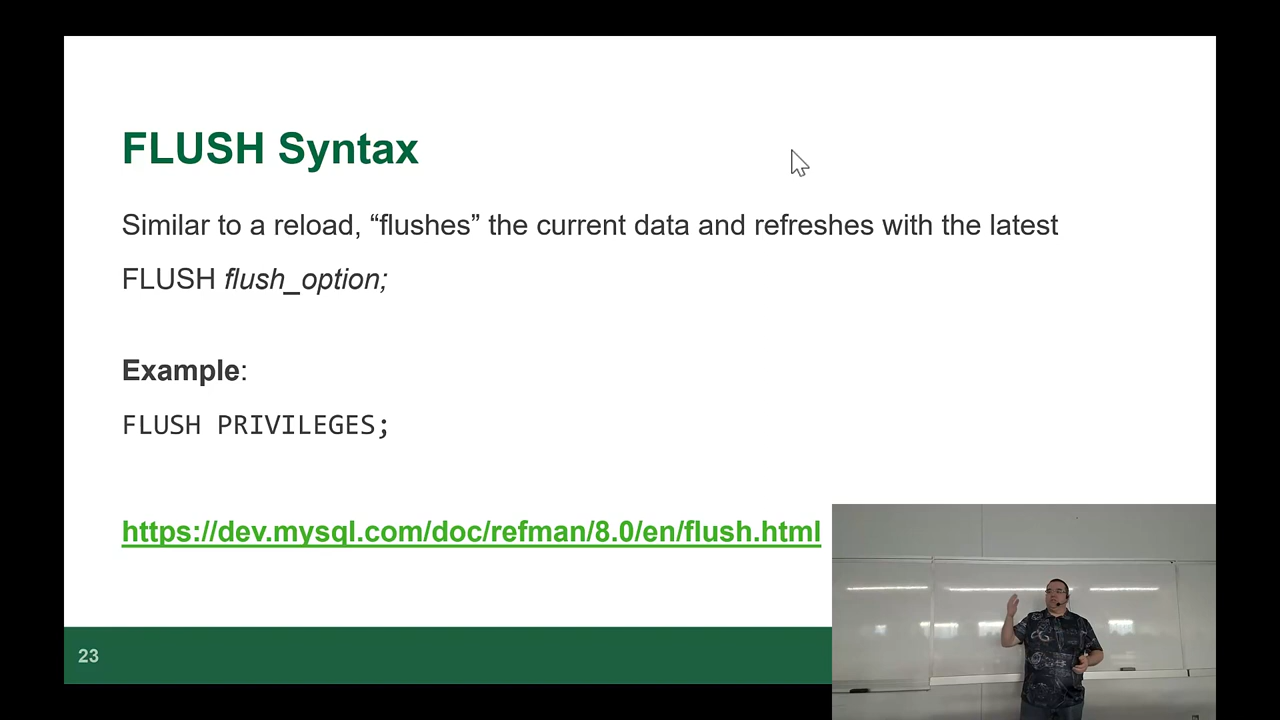 FLUSH Syntax
Similar to a reload, “flushes” the current data and refreshes with the latest
FLUSH flush_option;
Example:
FLUSH PRIVILEGES;
https://dev.mysql.com/doc/refman/8.0/en/flush.html
23